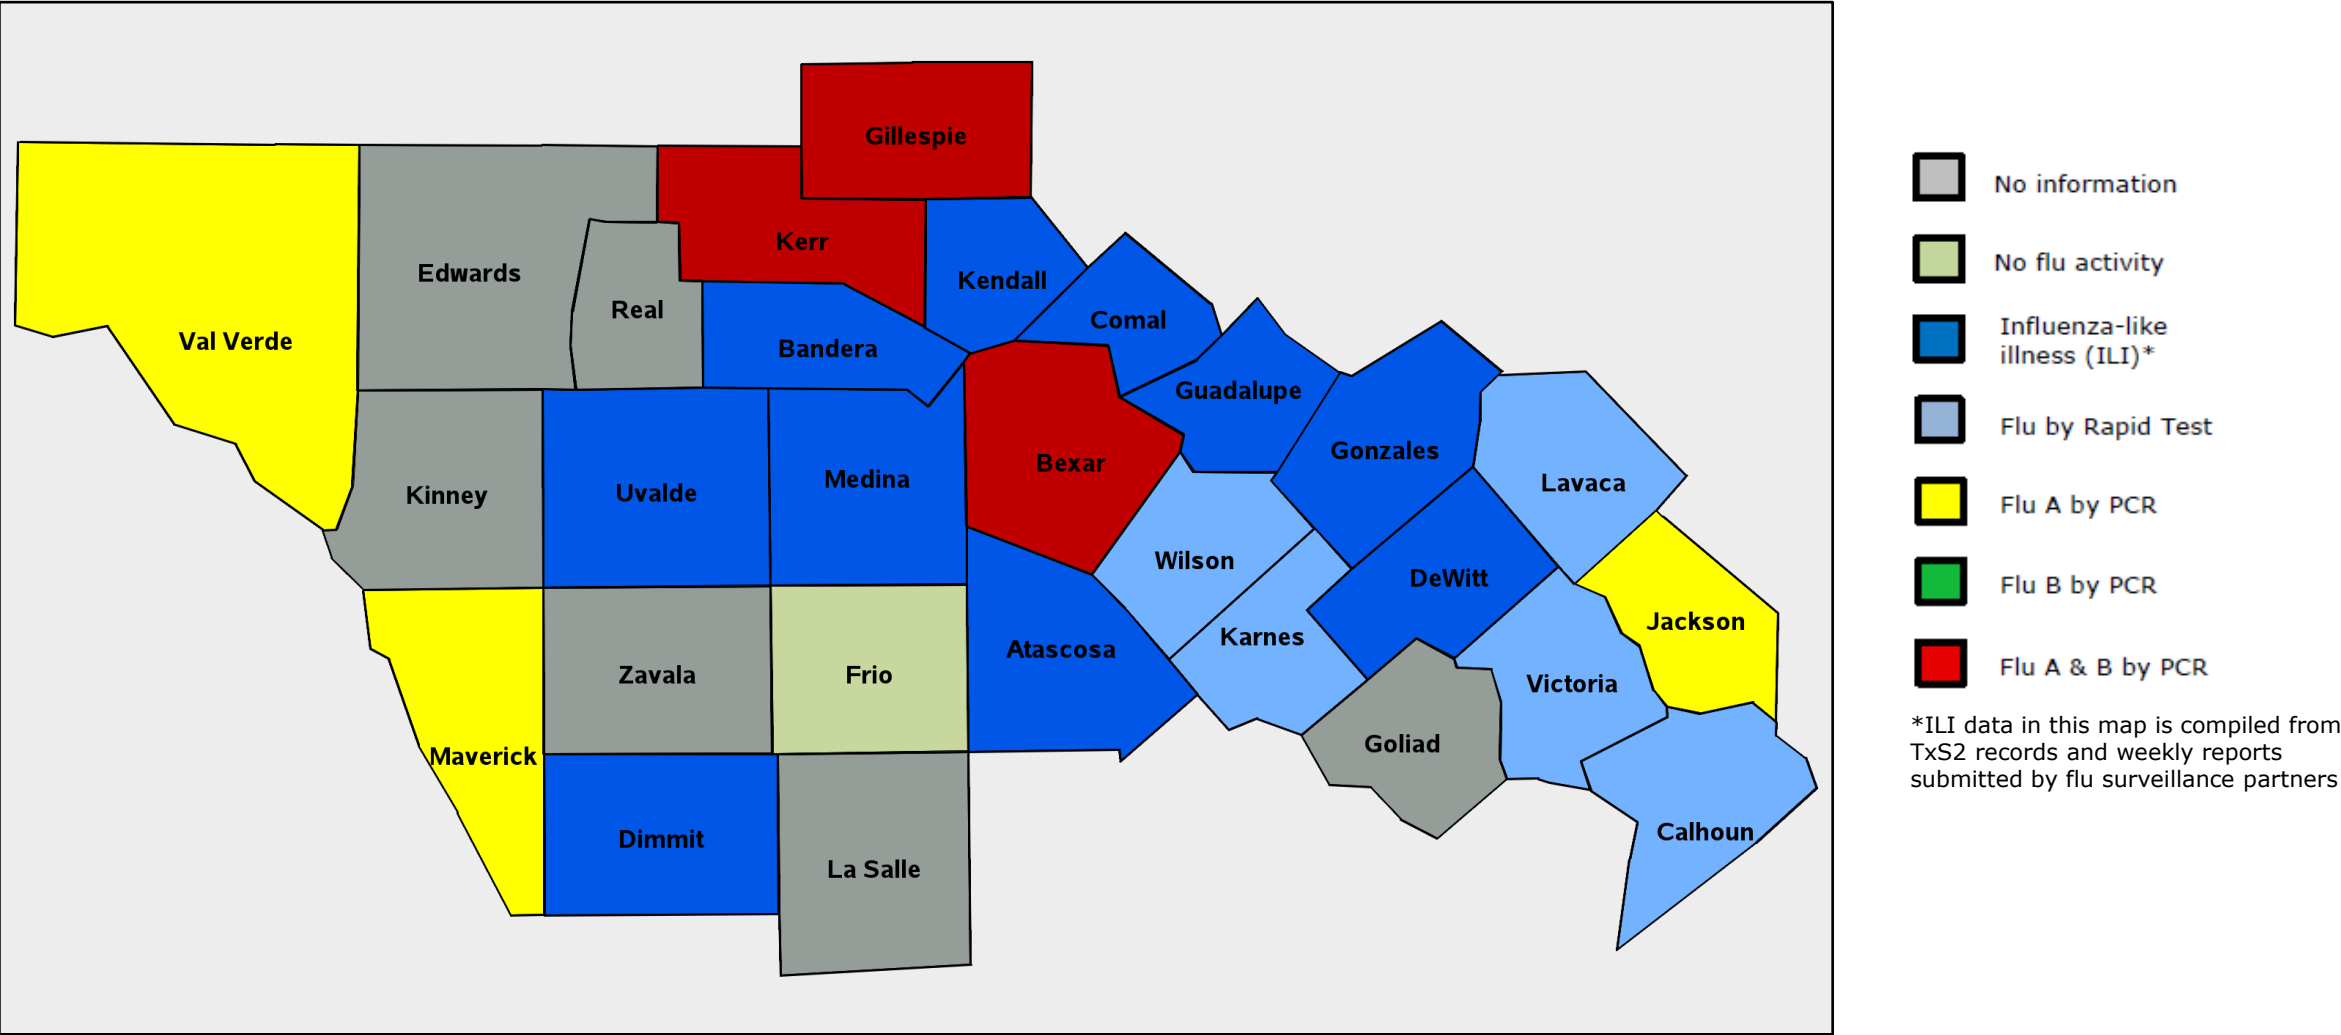 Gillespie
Kerr
Edwards
Kendall
Real
Comal
Val Verde
Bandera
Guadalupe
Gonzales
Bexar
Medina
Lavaca
Uvalde
Kinney
Wilson
DeWitt
Jackson
Karnes
Atascosa
Zavala
Frio
Victoria
Goliad
Maverick
Calhoun
Dimmit
La Salle
No information
No flu activity
Influenza-like
illness (ILI)*
Flu by Rapid Test
Flu A by PCR
Flu B by PCR
Flu A & B by PCR
*ILI data in this map is compiled from
TxS2 records and weekly reports
submitted by flu surveillance partners